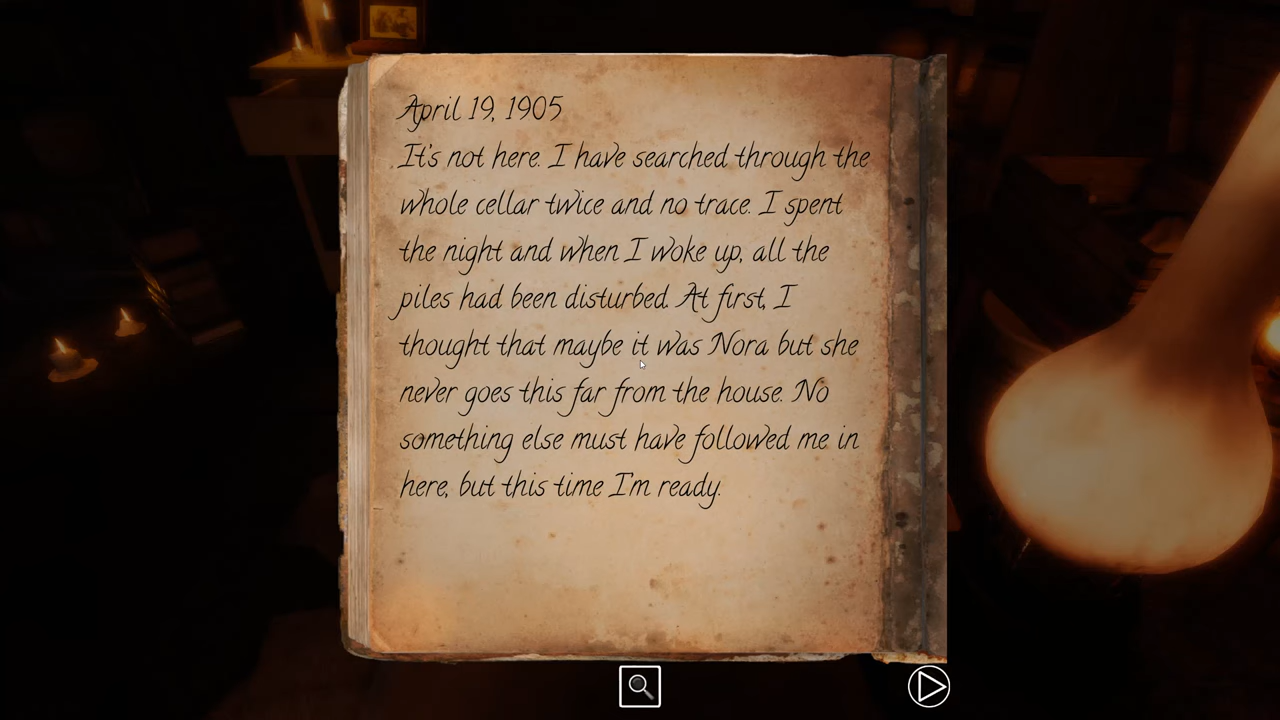 April 19, 1905
It's not here. I have searched through the
whole cellar twice and no trace. I spent
the night and when I woke up, all the
piles had been disturbed. At first, I
thought that maybe it was Nora but she
never goes this far from the house. No
something else must have followed me in
here, but this time I'm ready.